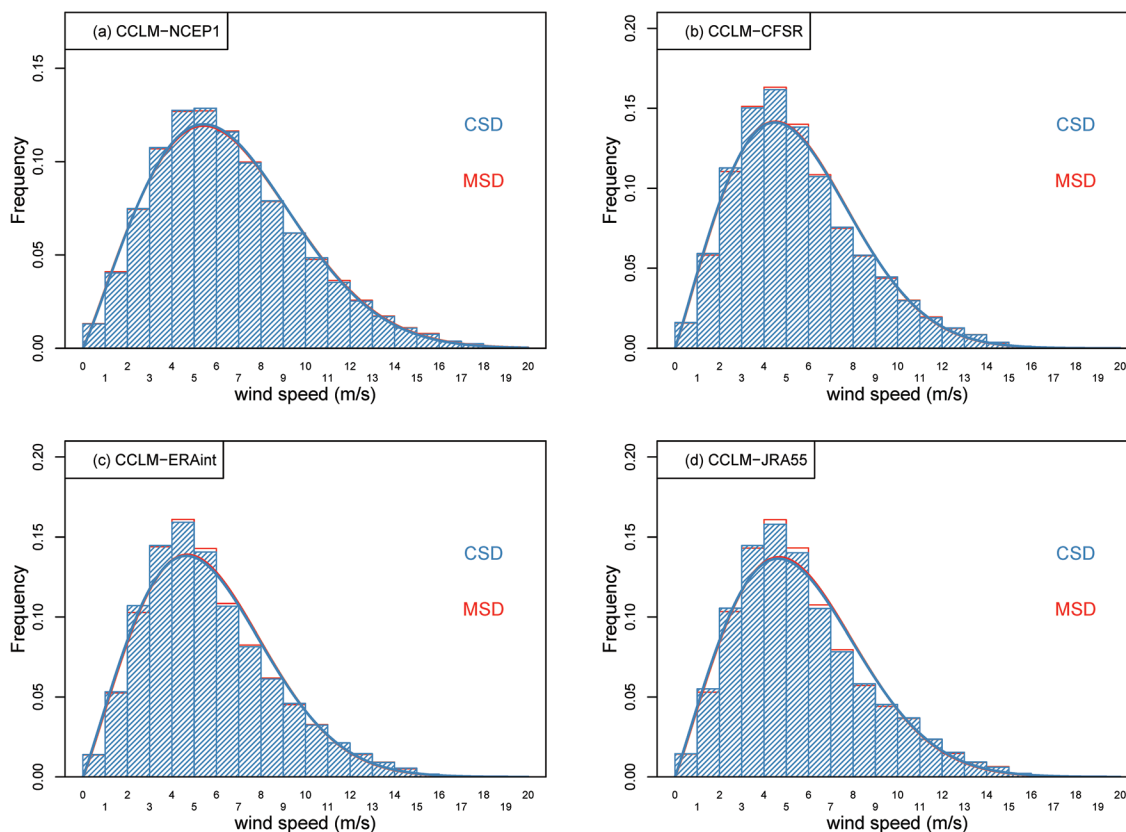 (a) CCLM−NCEP1
Frequency
0.00 0.05 0.10 0.15
CSD
MSD
0 2 4 6 8 10 12 14 16 18 20
1 3 5 7 9 11 13 15 17 19
wind speed (m/s)
(b) CCLM−CFSR
Frequency
0.00 0.05 0.10 0.15 0.20
CSD
MSD
0 2 4 6 8 10 12 14 16 18 20
1 3 5 7 9 11 13 15 17 19
wind speed (m/s)
(c) CCLM−ERAint
Frequency
0.00 0.05 0.10 0.15 0.20
CSD
MSD
0 2 4 6 8 10 12 14 16 18 20
1 3 5 7 9 11 13 15 17 19
wind speed (m/s)
(d) CCLM−JRA55
Frequency
0.00 0.05 0.10 0.15 0.20
CSD
MSD
0 2 4 6 8 10 12 14 16 18 20
1 3 5 7 9 11 13 15 17 19
wind speed (m/s)